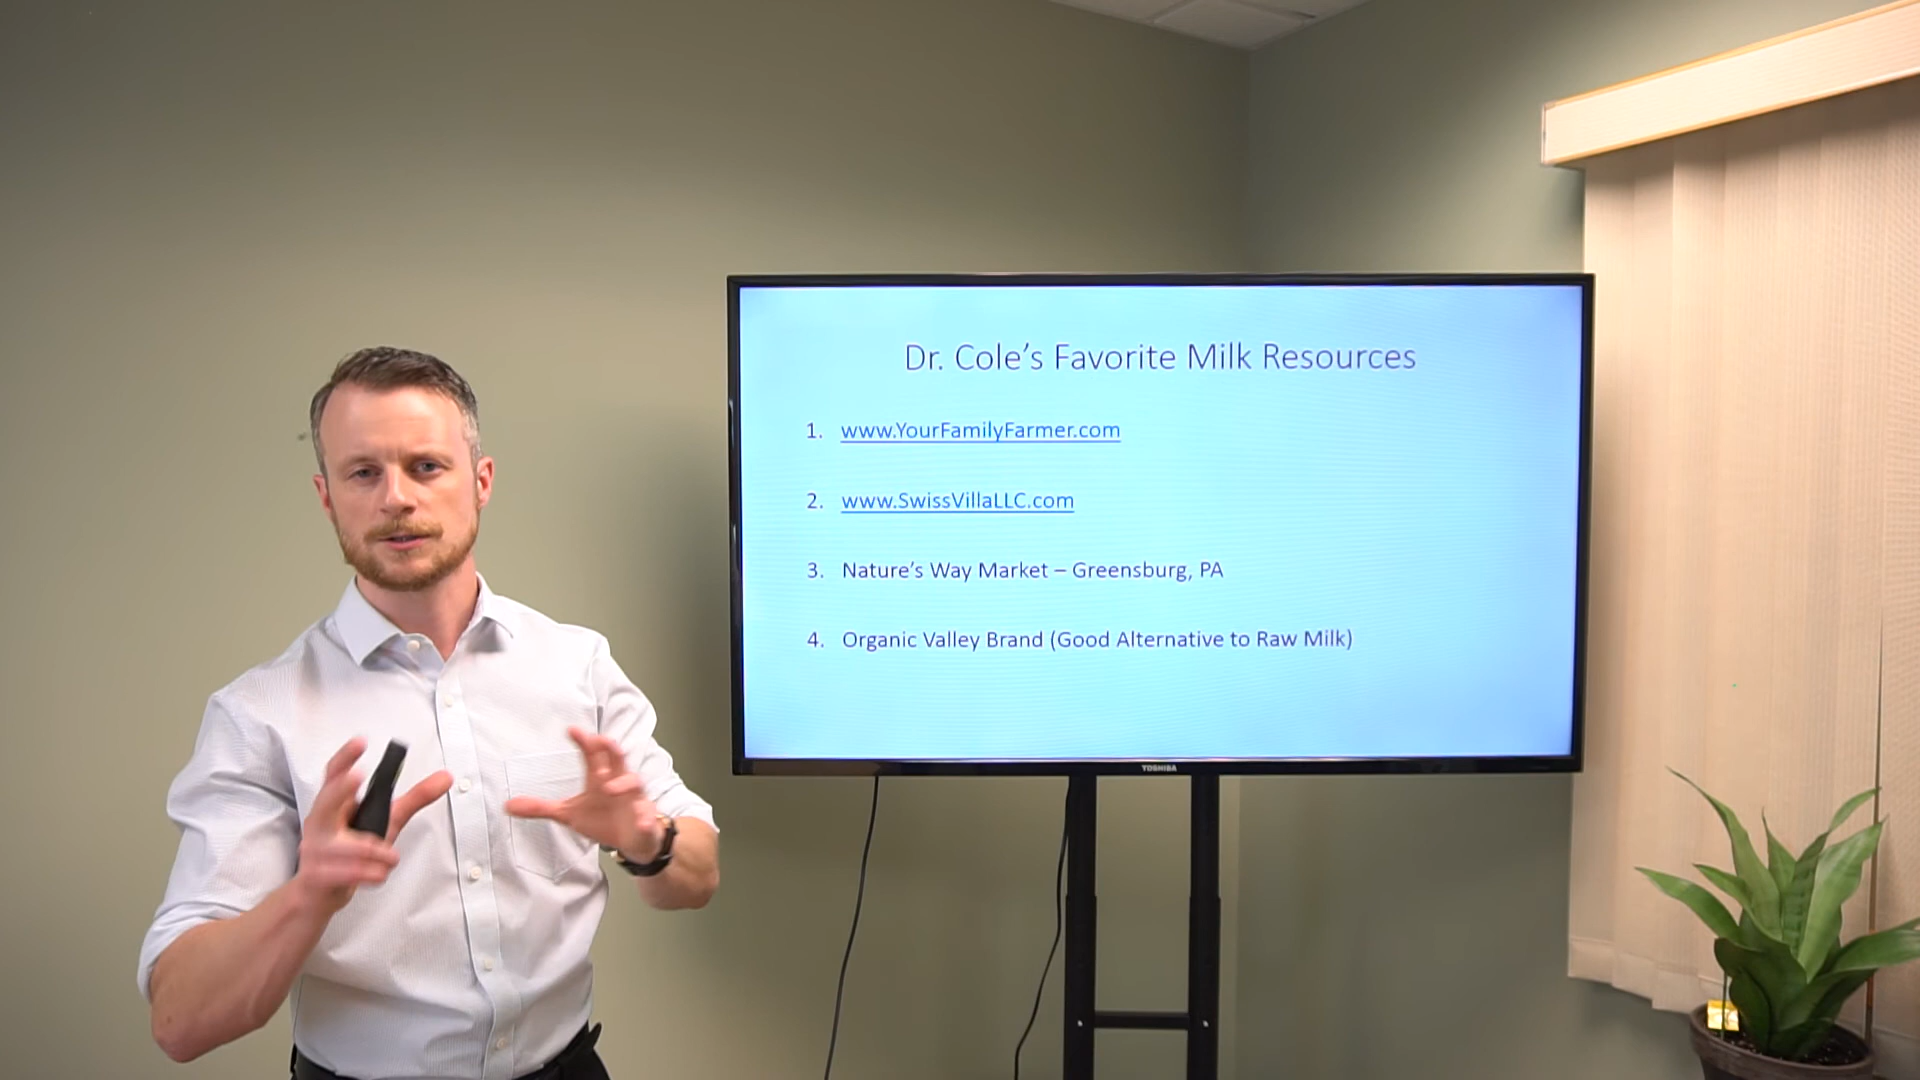 Dr. Cole's Favorite Milk Resources
1. www.YourFamilyFarmer.com
2. www.SwissVillaLLC.com
3. Nature's Way Market – Greensburg, PA
4. Organic Valley Brand (Good Alternative to Raw Milk)
TOSHIBA